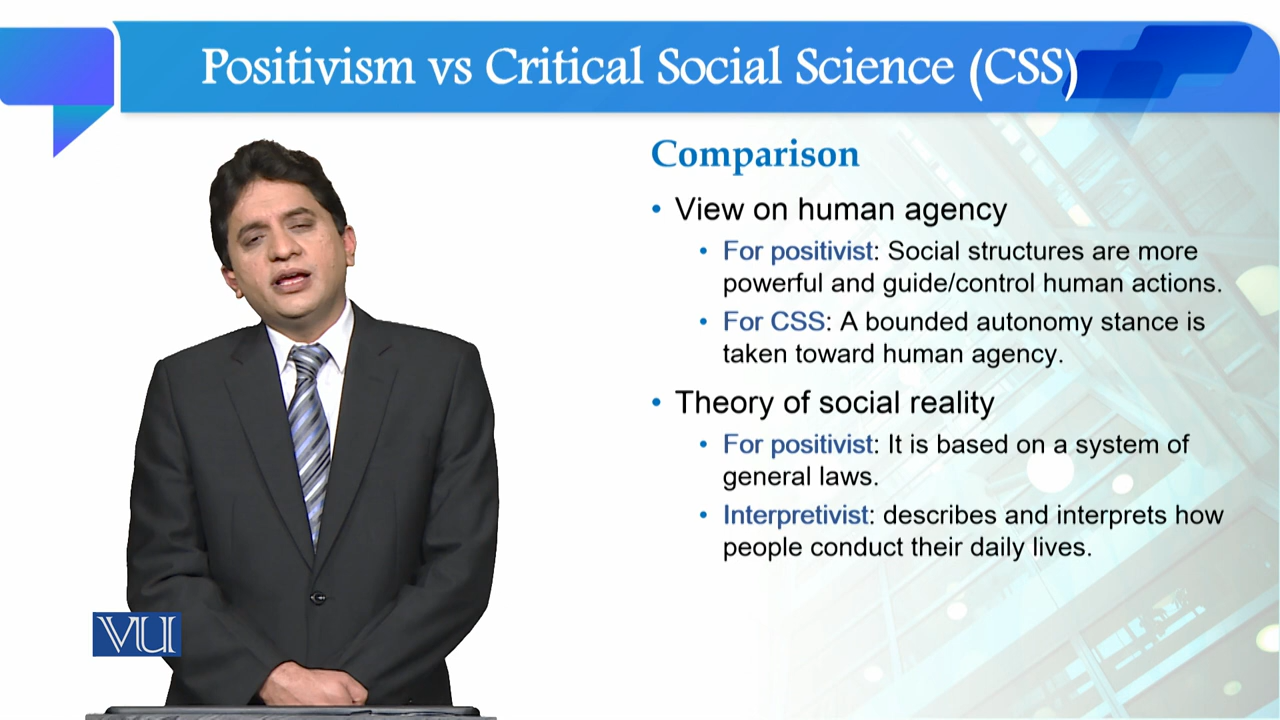 Positivism vs Critical Social Science (CSS)
Comparison
• View on human agency
• For positivist: Social structures are more
powerful and guide/control human actions.
• For CSS: A bounded autonomy stance is
taken toward human agency.
• Theory of social reality
• For positivist: It is based on a system of
general laws.
• Interpretivist: describes and interprets how
people conduct their daily lives.
VU